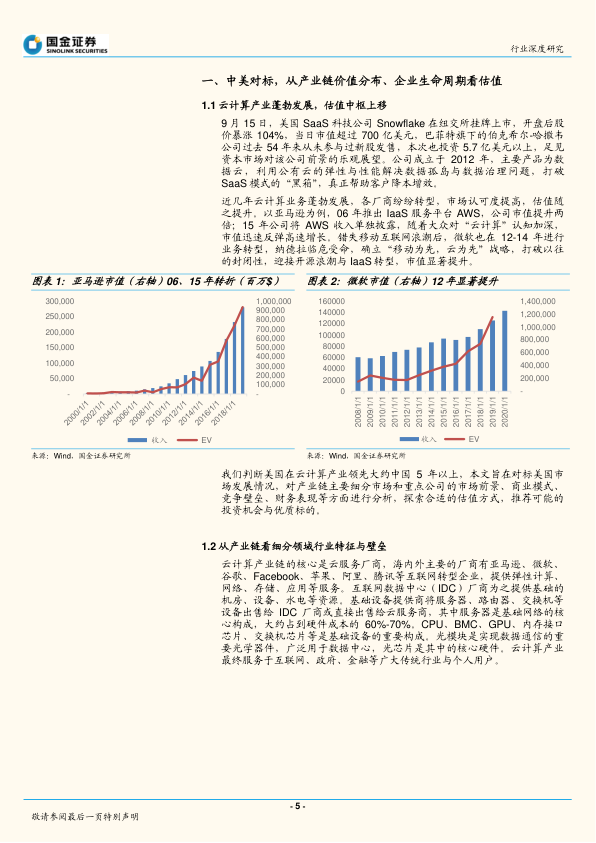 国金证券
SINOLINK SECURITIES
行业深度研究
一、中美对标，从产业链价值分布、企业生命周期看估值
1.1 云计算产业蓬勃发展，估值中枢上移
9 月 15 日，美国 SaaS 科技公司 Snowflake 在纽交所挂牌上市，开盘后股
价暴涨 104%，当日市值超过 700 亿美元，巴菲特旗下的伯克希尔-哈撒韦
公司过去 54 年来从未参与过新股发售，本次也投资 5.7 亿美元以上，足见
资本市场对该公司前景的乐观展望。公司成立于 2012 年，主要产品为数
据云，利用公有云的弹性与性能解决数据孤岛与数据治理问题，打破
SaaS 模式的“黑箱”，真正帮助客户降本增效。
近几年云计算业务蓬勃发展，各厂商纷纷转型，市场认可度提高，估值随
之提升。以亚马逊为例，06 年推出 IaaS 服务平台 AWS，公司市值提升两
倍；15 年公司将 AWS 收入单独披露，随着大众对“云计算”认知加深，
市值迅速反弹高速增长。错失移动互联网浪潮后，微软也在 12-14 年进行
业务转型，纳德拉临危受命，确立“移动为先，云为先”战略，打破以往
的封闭性，迎接开源浪潮与 IaaS 转型，市值显著提升。
图表 1：亚马逊市值（右轴）06、15 年转折（百万$）
300,000
250,000
200,000
150,000
100,000
50,000
-
1,000,000
900,000
800,000
700,000
600,000
500,000
400,000
300,000
200,000
100,000
-
2000/1/1
2002/1/1
2004/1/1
2006/1/1
2008/1/1
2010/1/1
2012/1/1
2014/1/1
2016/1/1
2018/1/1
收入 EV
来源：Wind、国金证券研究所
图表 2：微软市值（右轴）12 年显著提升
160000
140000
120000
100000
80000
60000
40000
20000
0
1,400,000
1,200,000
1,000,000
800,000
600,000
400,000
200,000
-
2008/1/1
2009/1/1
2010/1/1
2011/1/1
2012/1/1
2013/1/1
2014/1/1
2015/1/1
2016/1/1
2017/1/1
2018/1/1
2019/1/1
2020/1/1
收入 EV
来源：Wind、国金证券研究所
我们判断美国在云计算产业领先大约中国 5 年以上，本文旨在对标美国市
场发展情况，对产业链主要细分市场和重点公司的市场前景、商业模式、
竞争壁垒、财务表现等方面进行分析，探索合适的估值方式，推荐可能的
投资机会与优质标的。
1.2 从产业链看细分领域行业特征与壁垒
云计算产业链的核心是云服务厂商，海内外主要的厂商有亚马逊、微软、
谷歌、Facebook、苹果、阿里、腾讯等互联网转型企业，提供弹性计算、
网络、存储、应用等服务。互联网数据中心（IDC）厂商为之提供基础的
机房、设备、水电等资源。基础设备提供商将服务器、路由器、交换机等
设备出售给 IDC 厂商或直接出售给云服务商，其中服务器是基础网络的核
心构成，大约占到硬件成本的 60%-70%。CPU、BMC、GPU、内存接口
芯片、交换机芯片等是基础设备的重要构成。光模块是实现数据通信的重
要光学器件，广泛用于数据中心，光芯片是其中的核心硬件。云计算产业
最终服务于互联网、政府、金融等广大传统行业与个人用户。
- 5 -
敬请参阅最后一页特别声明